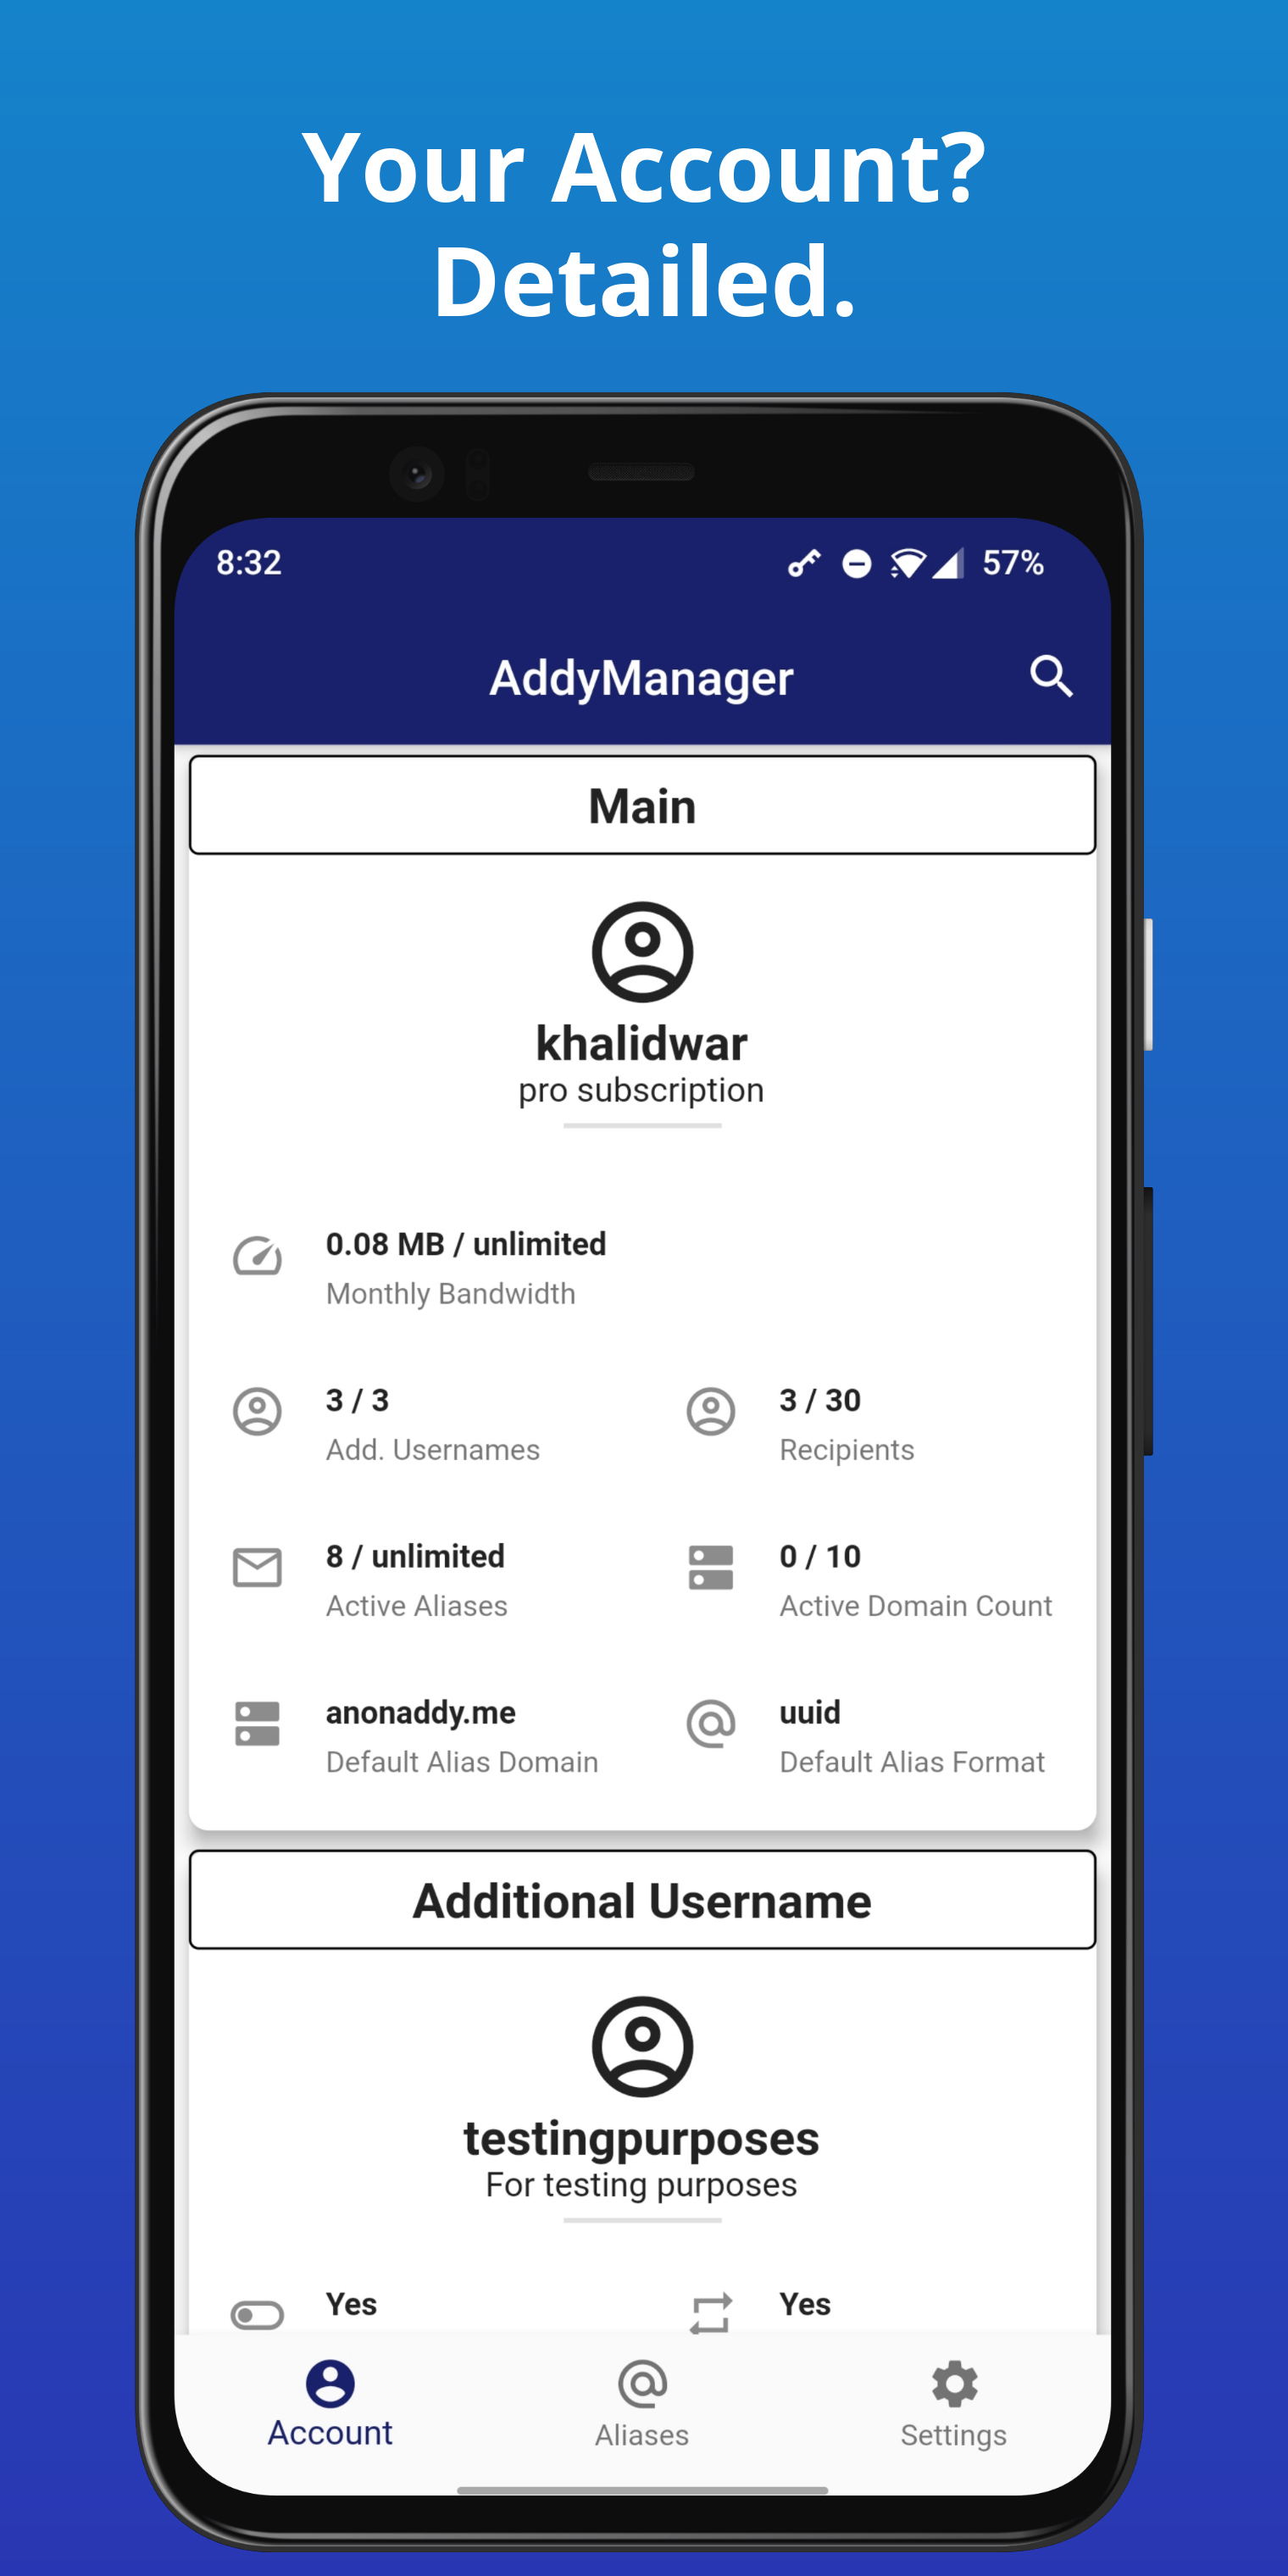 Your Account?
Detailed.
8:32
57%
AddyManager
Main
khalidwar
pro subscription
0.08 MB / unlimited
Monthly Bandwidth
3 / 3
Add. Usernames
3 / 30
Recipients
8 / unlimited
Active Aliases
0 / 10
Active Domain Count
anonaddy.me
Default Alias Domain
uuid
Default Alias Format
Additional Username
testingpurposes
For testing purposes
Yes
Yes
Account
Aliases
Settings